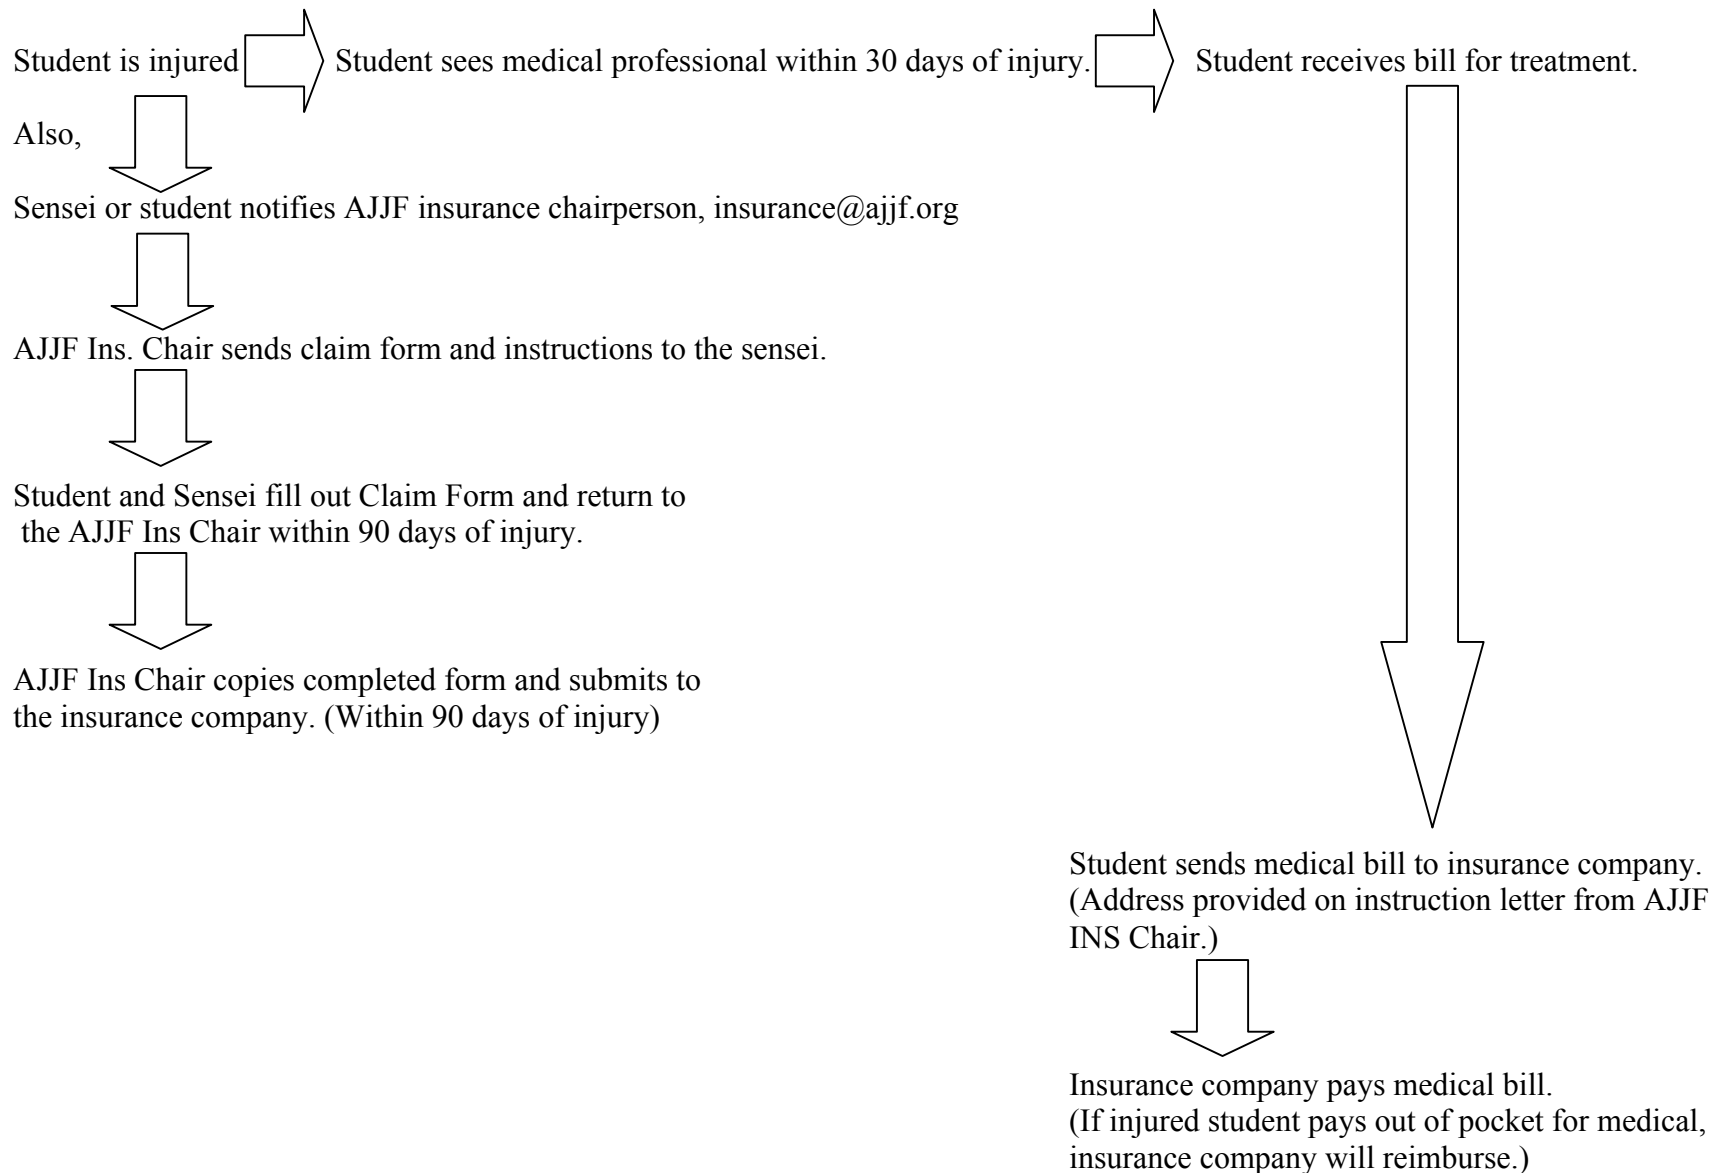 Student is injured
Student sees medical professional within 30 days of injury.
Student receives bill for treatment.
Also,
Sensei or student notifies AJJF insurance chairperson, insurance@ajjf.org
AJJF Ins. Chair sends claim form and instructions to the sensei.
Student and Sensei fill out Claim Form and return to
the AJJF Ins Chair within 90 days of injury.
AJJF Ins Chair copies completed form and submits to
the insurance company. (Within 90 days of injury)
Student sends medical bill to insurance company.
(Address provided on instruction letter from AJJF
INS Chair.)
Insurance company pays medical bill.
(If injured student pays out of pocket for medical,
insurance company will reimburse.)